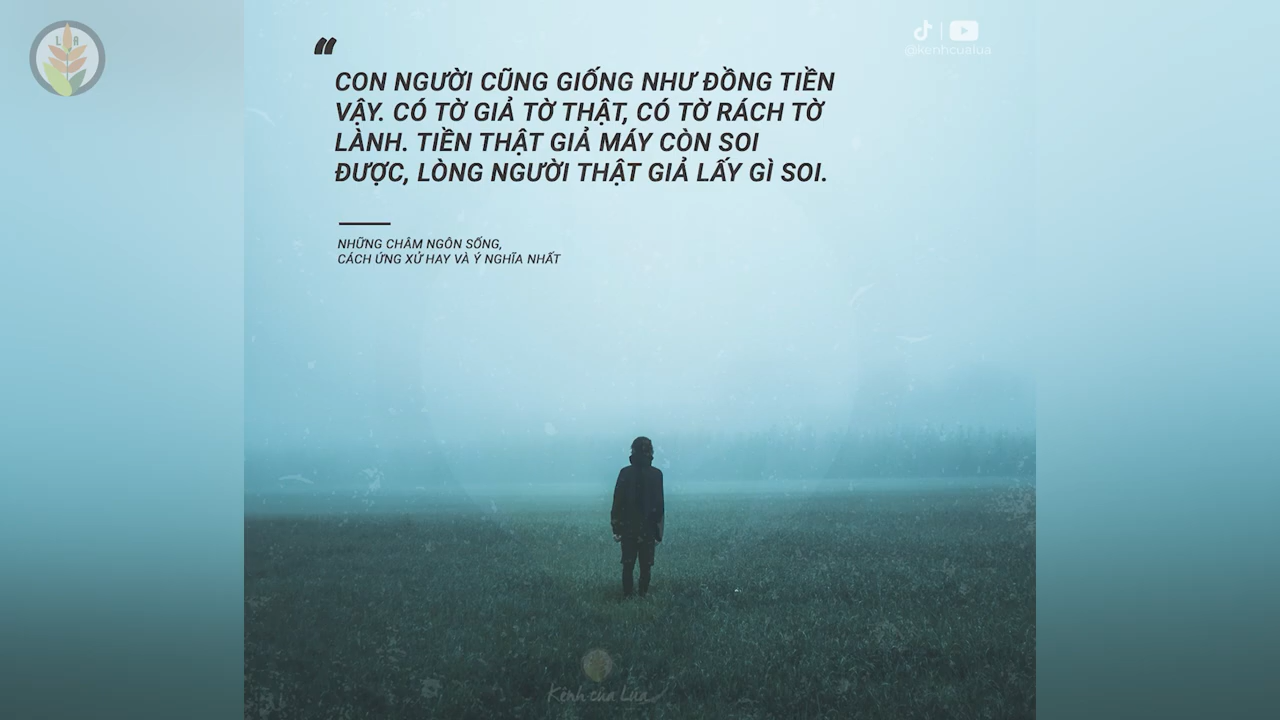 L A
@kenhcualua
“
CON NGƯỜI CŨNG GIỐNG NHƯ ĐỒNG TIỀN
VẬY. CÓ TỜ GIẢ TỜ THẬT, CÓ TỜ RÁCH TỜ
LÀNH. TIỀN THẬT GIẢ MÁY CÒN SOI
ĐƯỢC, LÒNG NGƯỜI THẬT GIẢ LẤY GÌ SOI.
NHỮNG CHÂM NGÔN SỐNG,
CÁCH ỨNG XỬ HAY VÀ Ý NGHĨA NHẤT
Kênh của Lúa